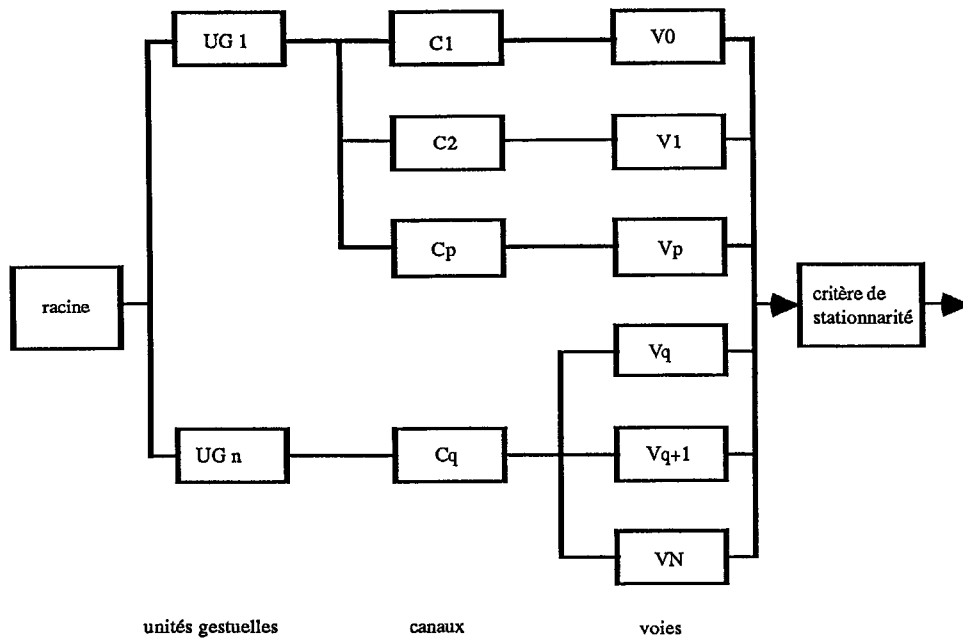 UG 1
C1
V0
C2
V1
Cp
Vp
racine
critère de
stationnarité
Vq
UG n
Cq
Vq+1
VN
unités gestuelles
canaux
voies